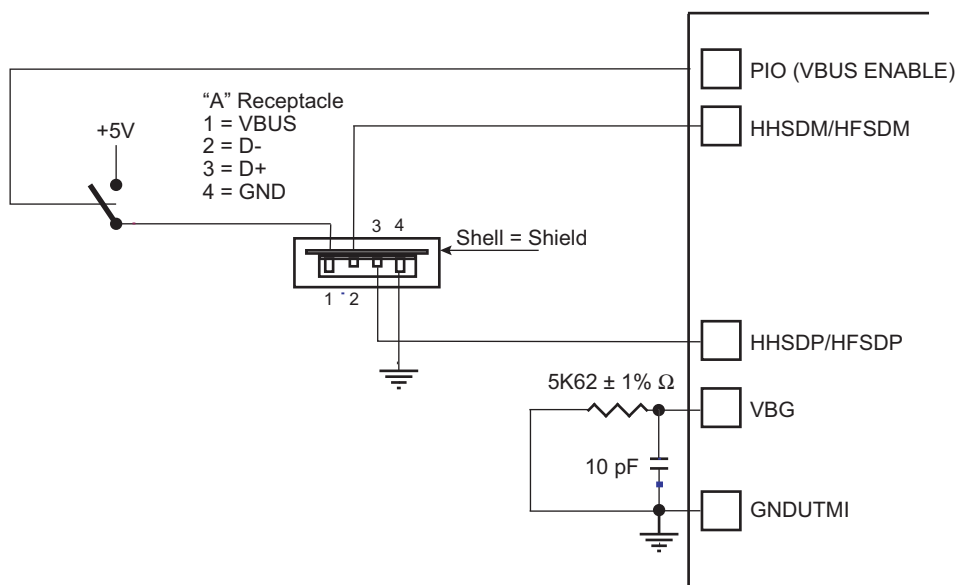 PIO (VBUS ENABLE)
"A" Receptacle
1 = VBUS
2 = D-
3 = D+
4 = GND
+5V
HHSDM/HFSDM
3 4
Shell = Shield
1 2
HHSDP/HFSDP
5K62 ± 1% Ω
VBG
10 pF
GNDUTMI